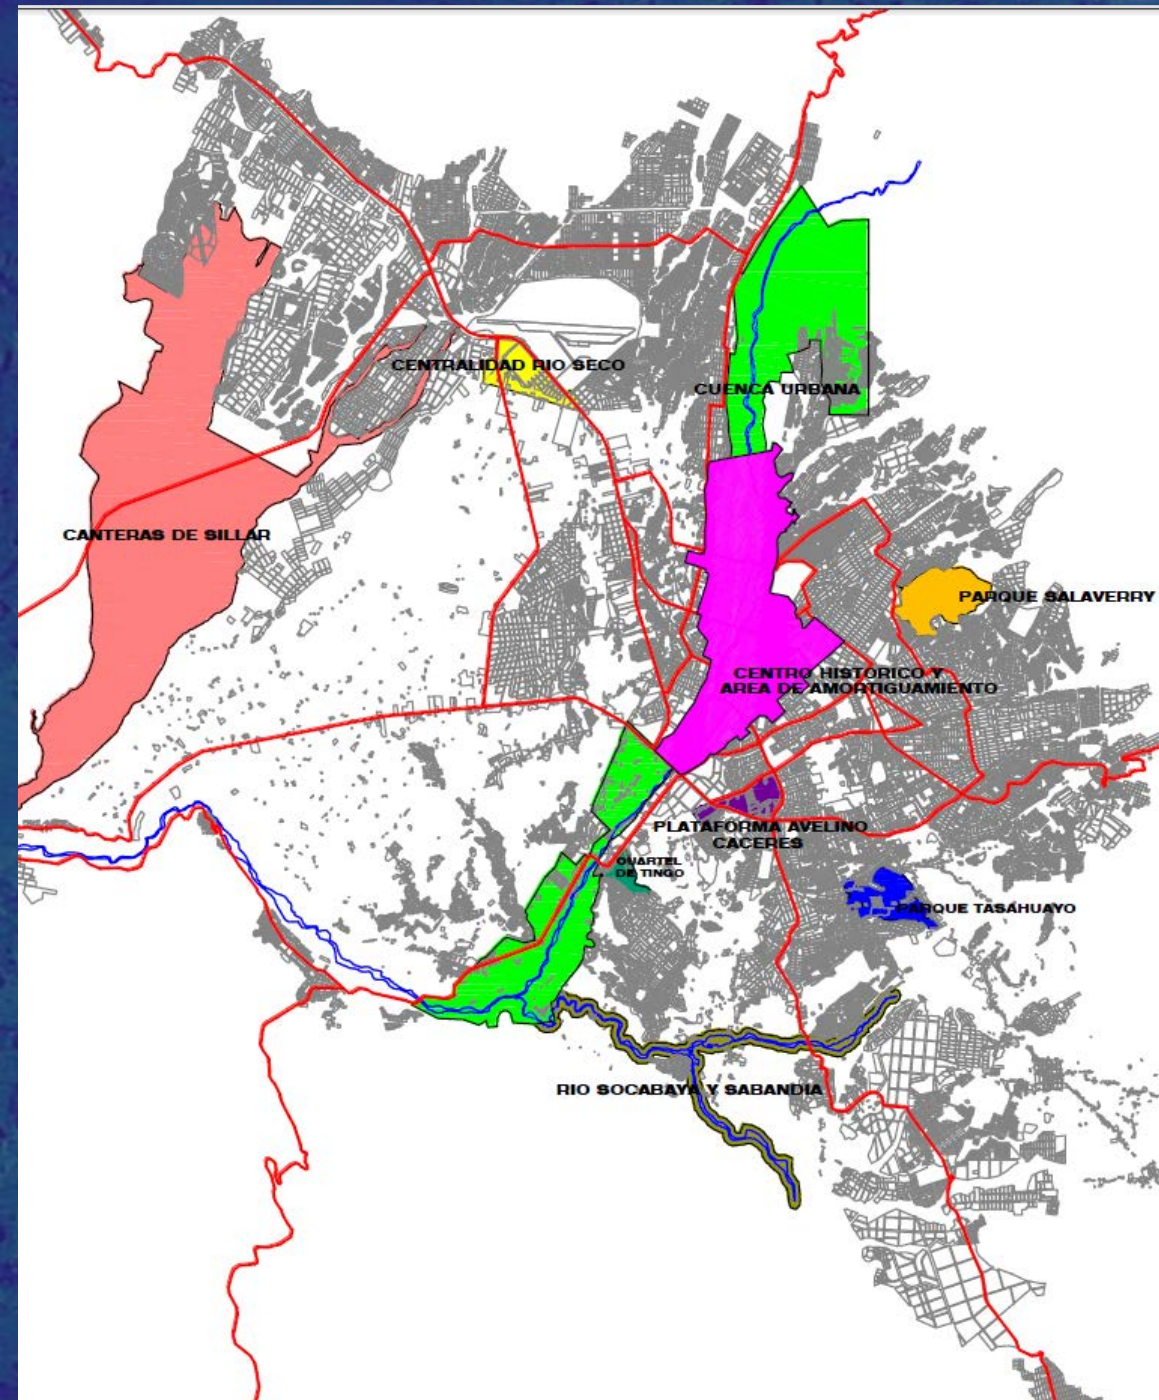 CENTRALIDAD RIO SECO
CUENCA URBANA
CANTERAS DE SILLAR
PARQUE SALAVERRY
CENTRO HISTORICO Y
AREA DE AMORTIGUAMIENTO
PLATAFORMA AVELINO
CACERES
CUARTEL
DE TINGO
PARQUE TASAHUAYO
RIO SOCABAYA Y SABANDIA